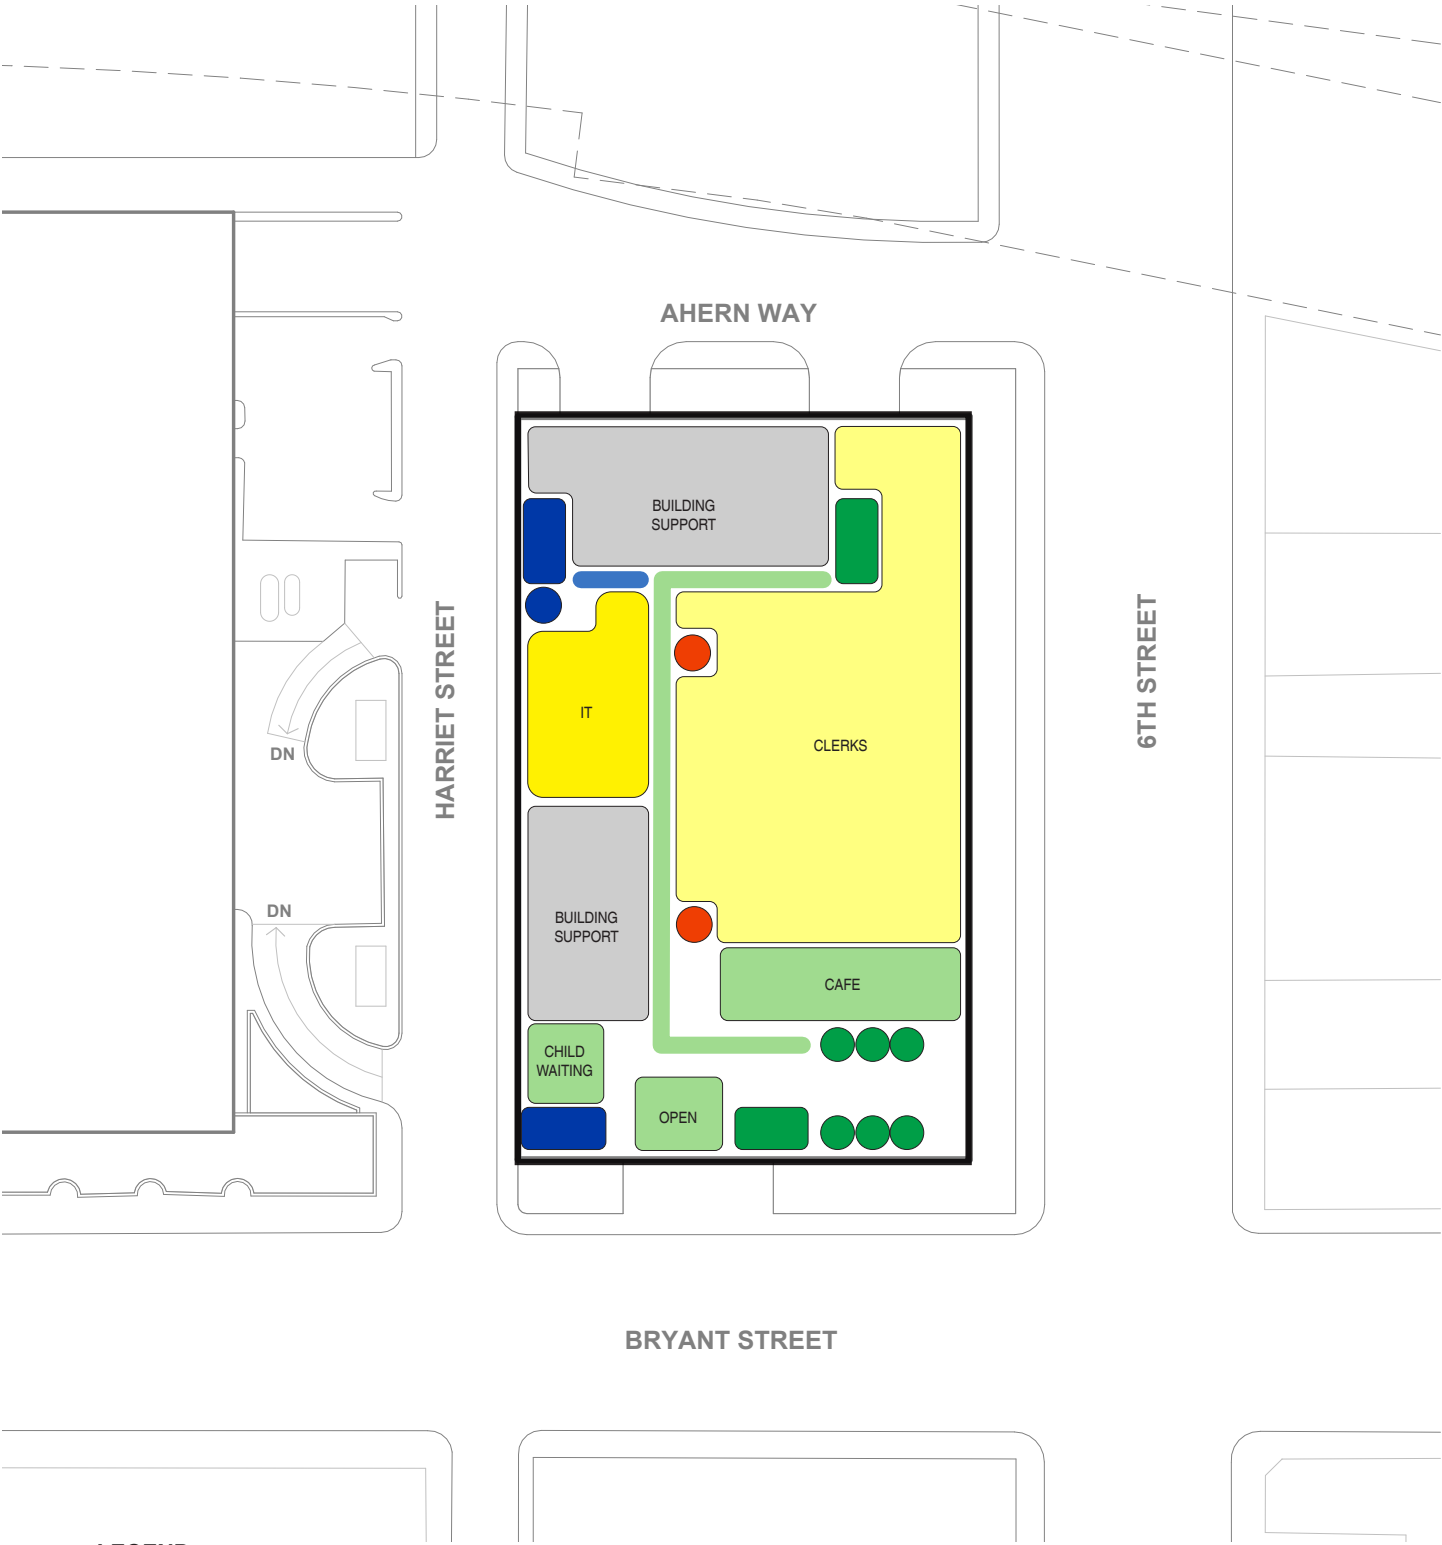 AHERN WAY
BUILDING
SUPPORT
HARRIET STREET
6TH STREET
IT
CLERKS
DN
DN
BUILDING
SUPPORT
CAFE
CHILD
WAITING
OPEN
BRYANT STREET
LEGEND